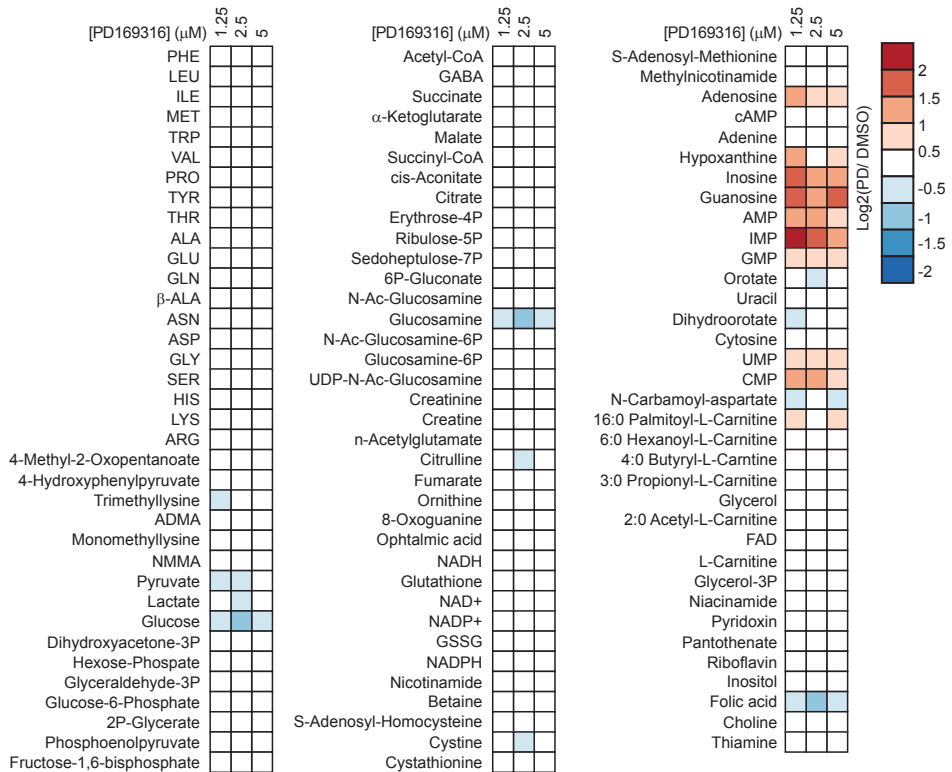 [PD169316] (μM) 1.25 2.5 5
PHE
LEU
ILE
MET
TRP
VAL
PRO
TYR
THR
ALA
GLU
GLN
β-ALA
ASN
ASP
GLY
SER
HIS
LYS
ARG
4-Methyl-2-Oxopentanoate
4-Hydroxyphenylpyruvate
Trimethyllysine
ADMA
Monomethyllysine
NMMA
Pyruvate
Lactate
Glucose
Dihydroxyacetone-3P
Hexose-Phospate
Glyceraldehyde-3P
Glucose-6-Phosphate
2P-Glycerate
Phosphoenolpyruvate
Fructose-1,6-bisphosphate
[PD169316] (μM) 1.25 2.5 5
Acetyl-CoA
GABA
Succinate
α-Ketoglutarate
Malate
Succinyl-CoA
cis-Aconitate
Citrate
Erythrose-4P
Ribulose-5P
Sedoheptulose-7P
6P-Gluconate
N-Ac-Glucosamine
Glucosamine
N-Ac-Glucosamine-6P
Glucosamine-6P
UDP-N-Ac-Glucosamine
Creatinine
Creatine
n-Acetylglutamate
Citrulline
Fumarate
Ornithine
8-Oxoguanine
Ophtalmic acid
NADH
Glutathione
NAD+
NADP+
GSSG
NADPH
Nicotinamide
Betaine
S-Adenosyl-Homocysteine
Cystine
Cystathionine
[PD169316] (μM) 1.25 2.5 5
S-Adenosyl-Methionine
Methylnicotinamide
Adenosine
cAMP
Adenine
Hypoxanthine
Inosine
Guanosine
AMP
IMP
GMP
Orotate
Uracil
Dihydroorotate
Cytosine
UMP
CMP
N-Carbamoyl-aspartate
16:0 Palmitoyl-L-Carnitine
6:0 Hexanoyl-L-Carnitine
4:0 Butyryl-L-Carntine
3:0 Propionyl-L-Carnitine
Glycerol
2:0 Acetyl-L-Carnitine
FAD
L-Carnitine
Glycerol-3P
Niacinamide
Pyridoxin
Pantothenate
Riboflavin
Inositol
Folic acid
Choline
Thiamine
Log2(PD/ DMSO)
2
1.5
1
0.5
-0.5
-1
-1.5
-2